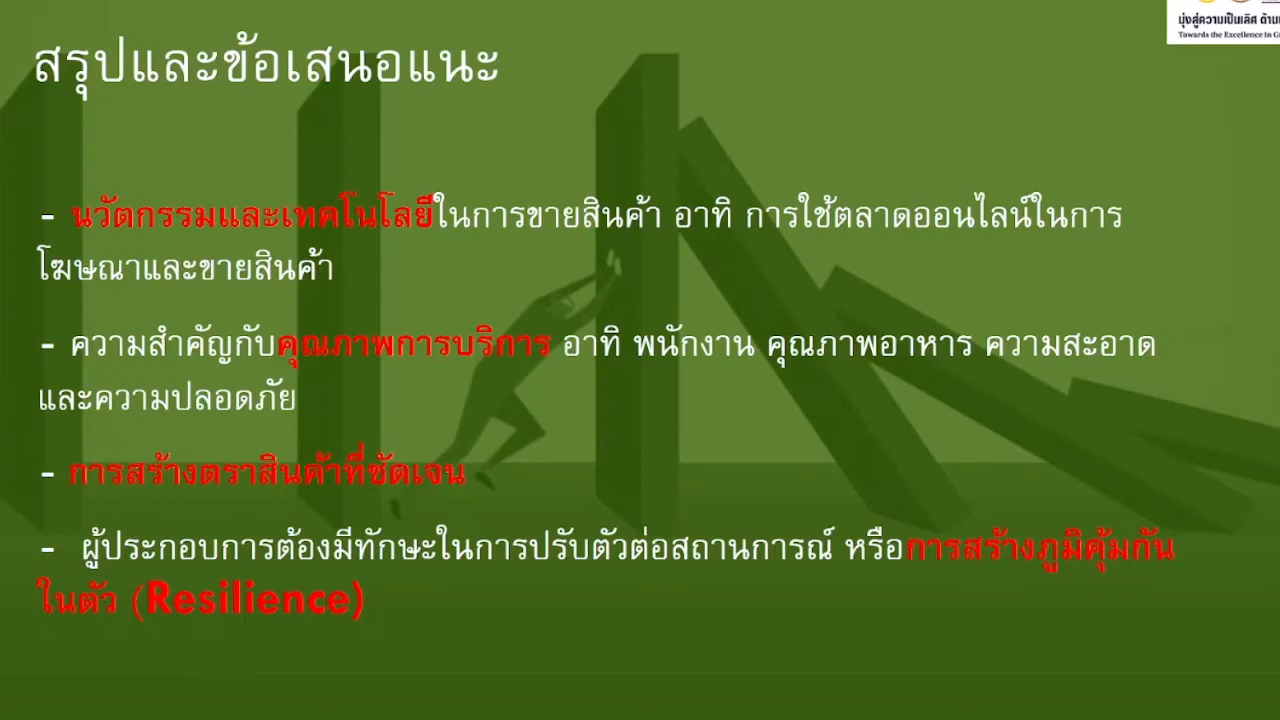 มุ่งสู่ความเป็นเลิศ
Towards the Excellence in
สรุปและข้อเสนอแนะ
- นวัตกรรมและเทคโนโลยีในการขายสินค้า อาทิ การใช้ตลาดออนไลน์ในการ
โฆษณาและขายสินค้า
- ความสำคัญกับคุณภาพการบริการ อาทิ พนักงาน คุณภาพอาหาร ความสะอาด
และความปลอดภัย
- การสร้างตราสินค้าที่ชัดเจน
- ผู้ประกอบการต้องมีทักษะในการปรับตัวต่อสถานการณ์ หรือการสร้างภูมิคุ้มกัน
ในตัว (Resilience)